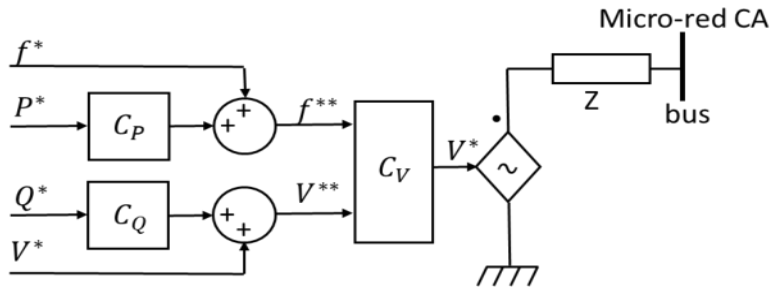 Micro-red CA
f*
P*
C_P
+
+
f**
Z
bus
C_V
V*
~
Q*
C_Q
+
+
V**
V*